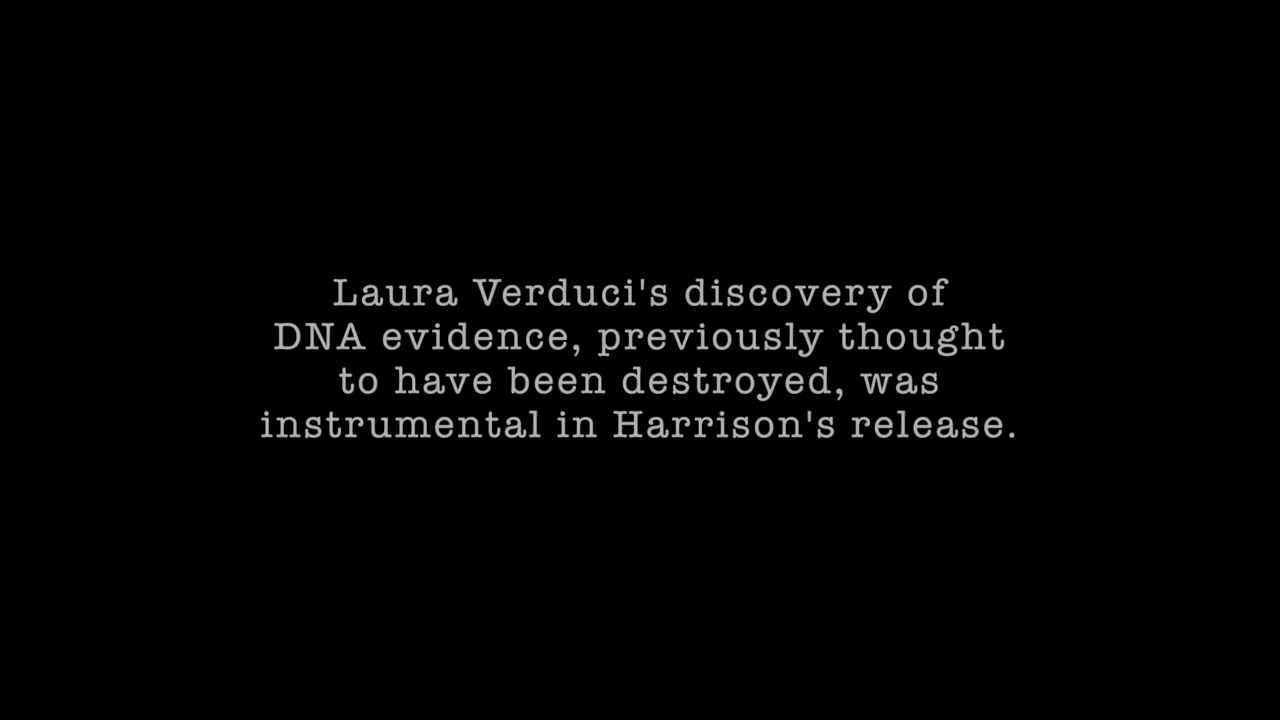 Laura Verduci's discovery of
DNA evidence, previously thought
to have been destroyed, was
instrumental in Harrison's release.